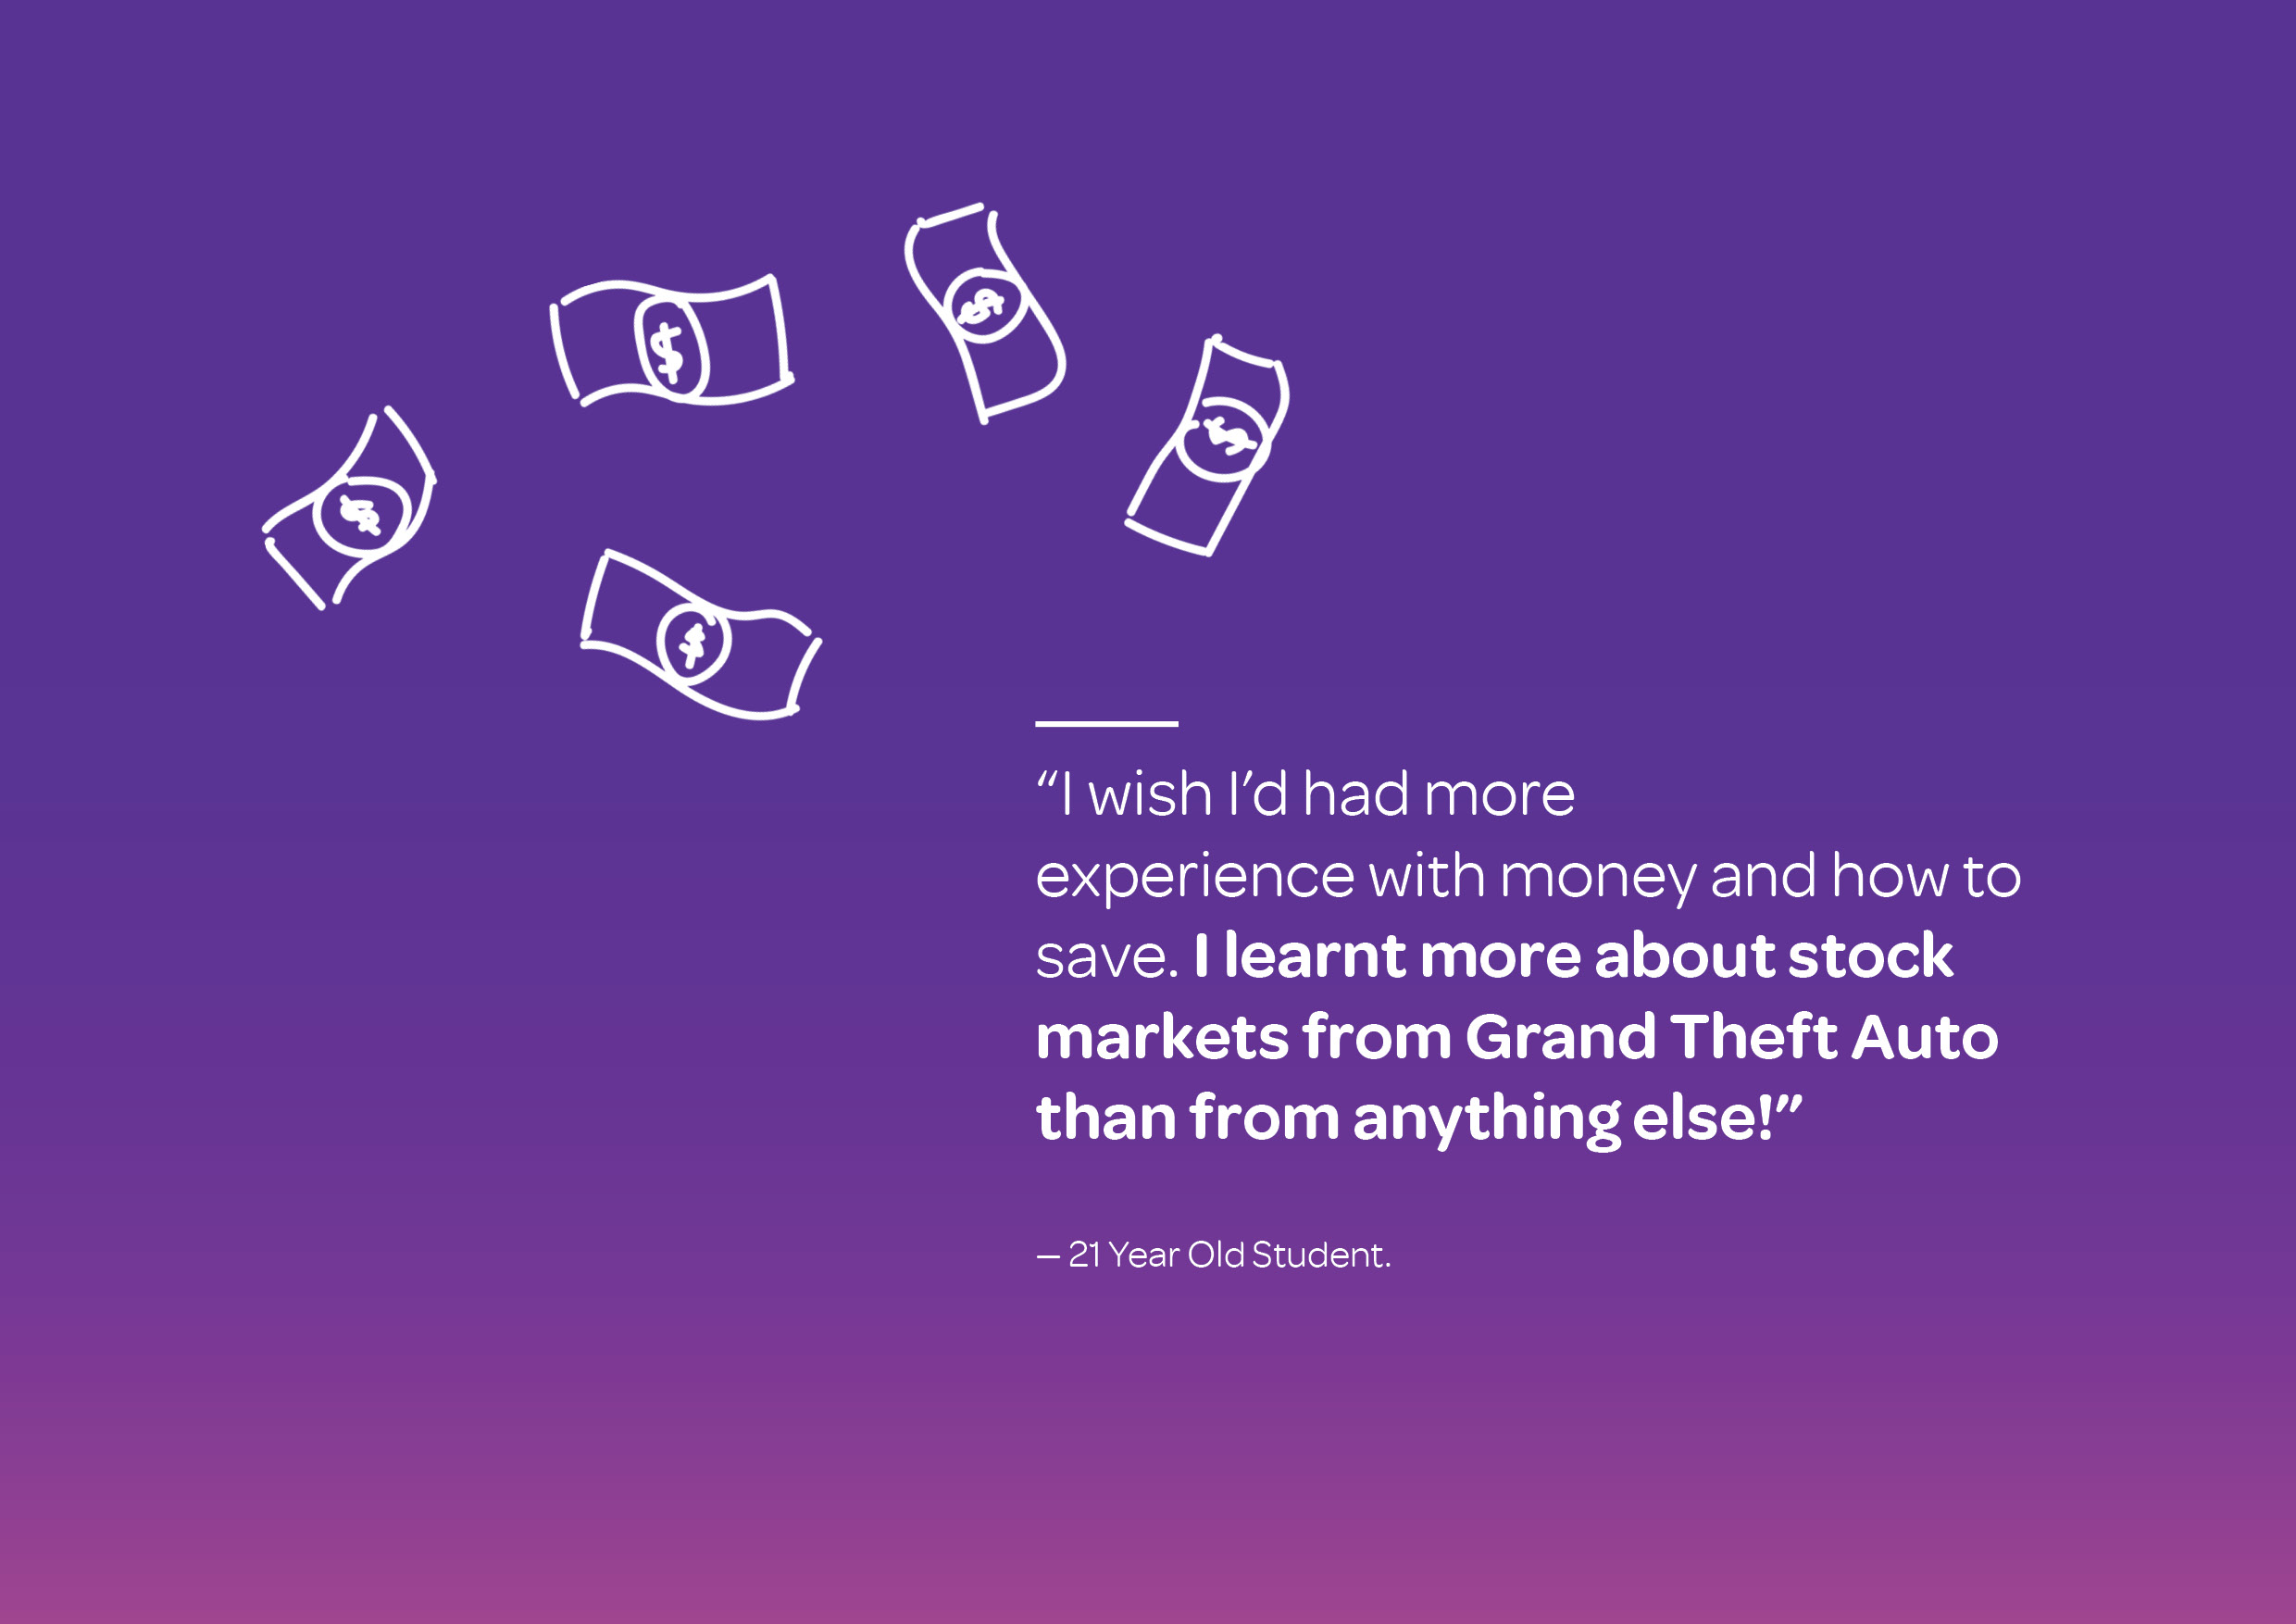 $
$
$
$
$
“I wish I’d had more
experience with money and how to
save. I learnt more about stock
markets from Grand Theft Auto
than from anything else!”
— 21 Year Old Student.